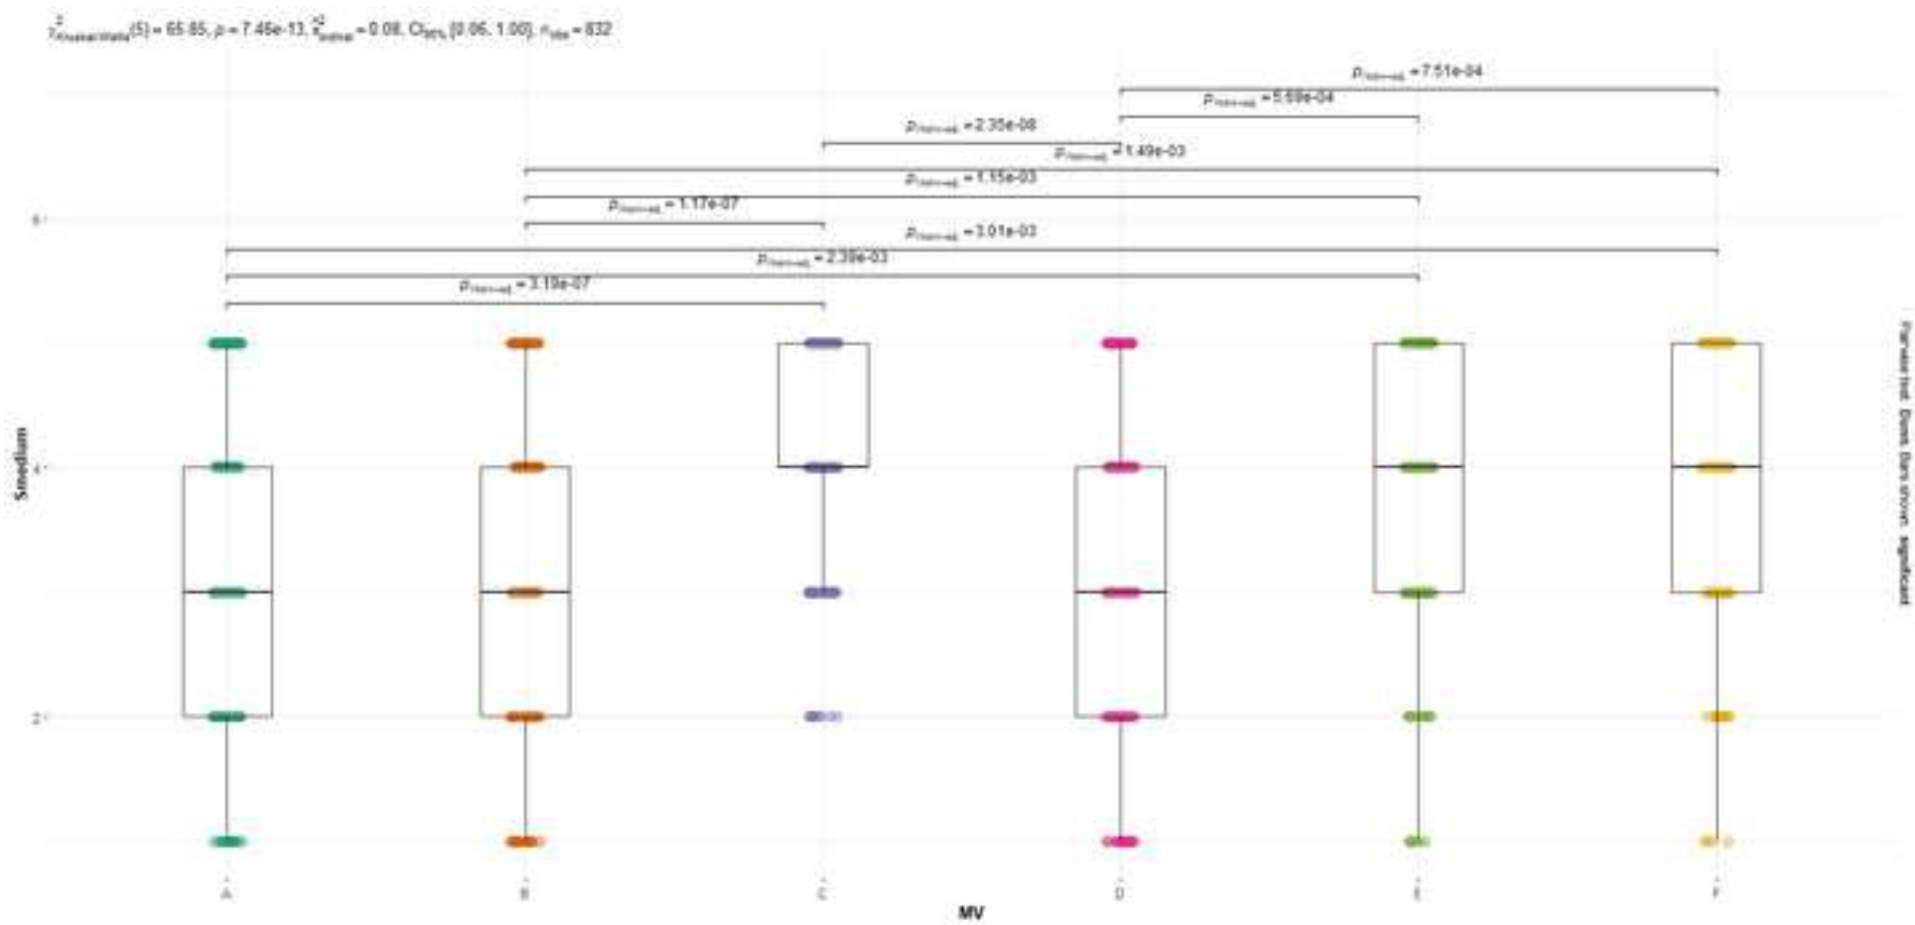 χ²Kruskal-Wallis(5) = 65.85, p = 7.46e-13, ε̂²ordinal = 0.08, CI95% [0.06, 1.00], nobs = 832
pHolm-adj. = 7.51e-04
pHolm-adj. = 5.69e-04
pHolm-adj. = 2.35e-08
pHolm-adj. = 1.49e-03
pHolm-adj. = 1.15e-03
pHolm-adj. = 1.17e-07
6
pHolm-adj. = 3.01e-03
pHolm-adj. = 2.39e-03
pHolm-adj. = 3.19e-07
Smedium
4
2
A B C D E F
MV
Pairwise test: Dunn, Bars shown: significant